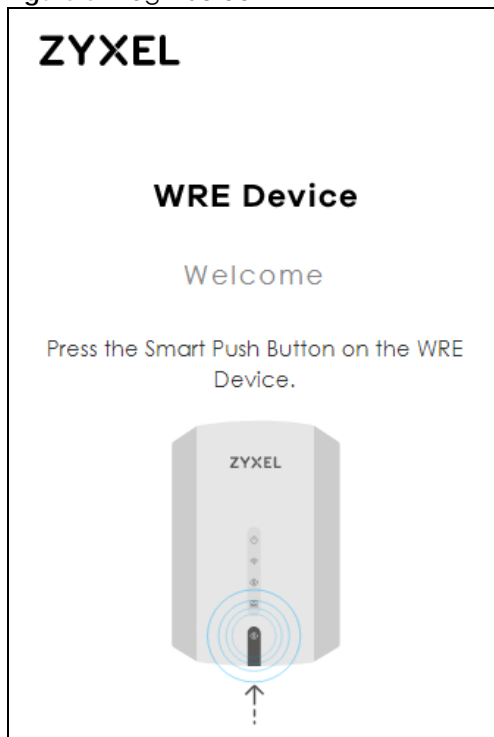 ZYXEL
WRE Device
Welcome
Press the Smart Push Button on the WRE
Device.
ZYXEL